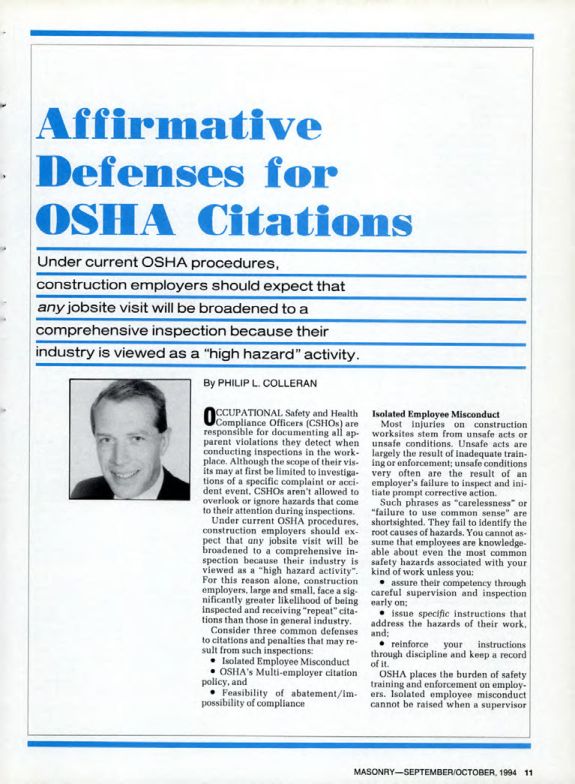 Affirmative
Defenses for
OSHA Citations
Under current OSHA procedures,
construction employers should expect that
any jobsite visit will be broadened to a
comprehensive inspection because their
industry is viewed as a "high hazard" activity.
By PHILIP L. COLLERAN
OCCUPATIONAL Safety and Health
Compliance Officers (CSHOs) are
responsible for documenting all ap-
parent violations they detect when
conducting inspections in the work-
place. Although the scope of their vis-
its may at first be limited to investiga-
tions of a specific complaint or acci-
dent event, CSHOs aren't allowed to
overlook or ignore hazards that come
to their attention during inspections.
Under current OSHA procedures,
construction employers should ex-
pect that any jobsite visit will be
broadened to a comprehensive in-
spection because their industry is
viewed as a "high hazard activity".
For this reason alone, construction
employers, large and small, face a sig-
nificantly greater likelihood of being
inspected and receiving "repeat" cita-
tions than those in general industry.
Consider three common defenses
to citations and penalties that may re-
sult from such inspections:
• Isolated Employee Misconduct
• OSHA's Multi-employer citation
policy, and
• Feasibility of abatement/im-
possibility of compliance
Isolated Employee Misconduct
Most injuries on construction
worksites stem from unsafe acts or
unsafe conditions. Unsafe acts are
largely the result of inadequate train-
ing or enforcement; unsafe conditions
very often are the result of an
employer's failure to inspect and ini-
tiate prompt corrective action.
Such phrases as "carelessness" or
"failure to use common sense" are
shortsighted. They fail to identify the
root causes of hazards. You cannot as-
sume that employees are knowledge-
able about even the most common
safety hazards associated with your
kind of work unless you:
• assure their competency through
careful supervision and inspection
early on;
• issue specific instructions that
address the hazards of their work,
and;
• reinforce your instructions
through discipline and keep a record
of it.
OSHA places the burden of safety
training and enforcement on employ-
ers. Isolated employee misconduct
cannot be raised when a supervisor
MASONRY—SEPTEMBER/OCTOBER, 1994 11